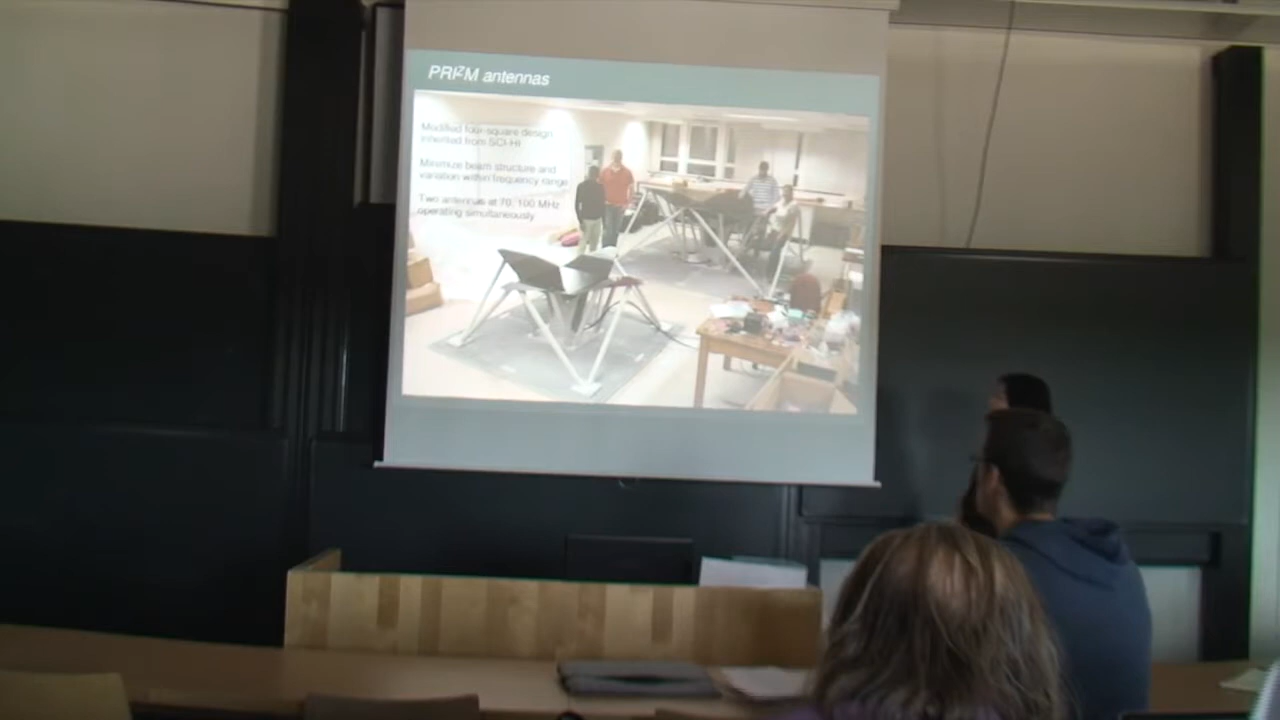 PRIᶻM antennas
Modified four-square design
inherited from SCI-HI
Minimize beam structure and
variation within frequency range
Two antennas at 70, 100 MHz
operating simultaneously